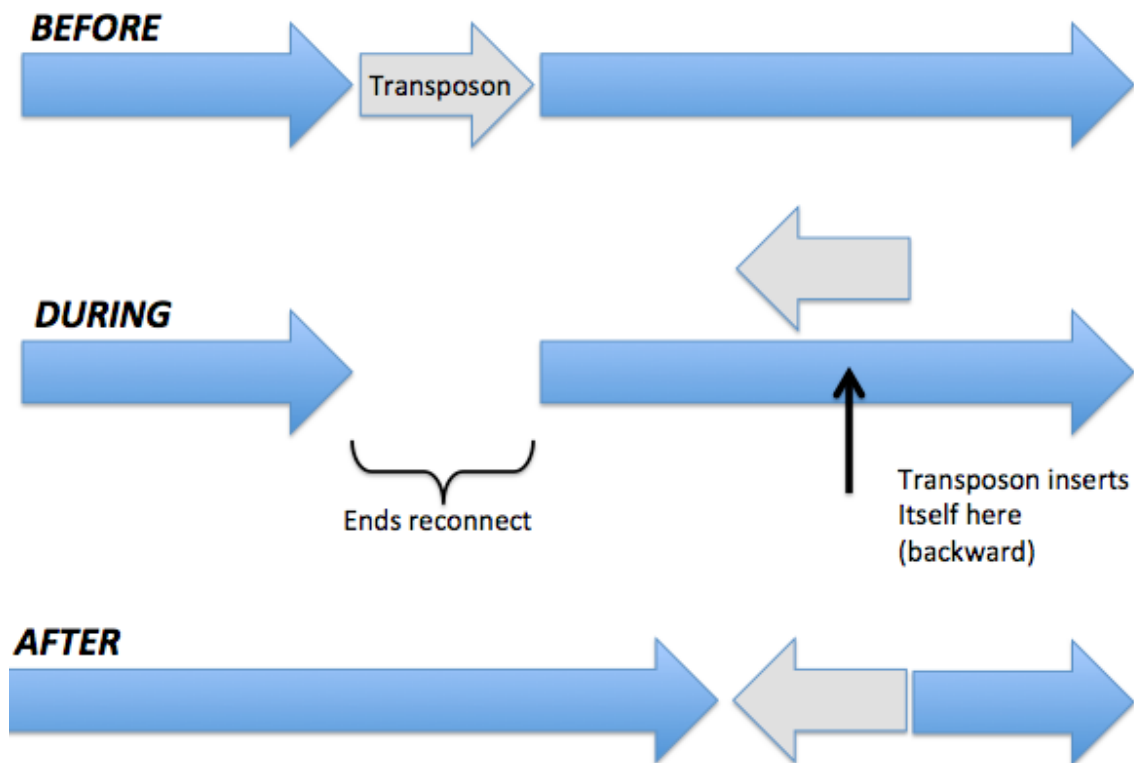 BEFORE
Transposon
DURING
Ends reconnect
Transposon inserts
Itself here
(backward)
AFTER